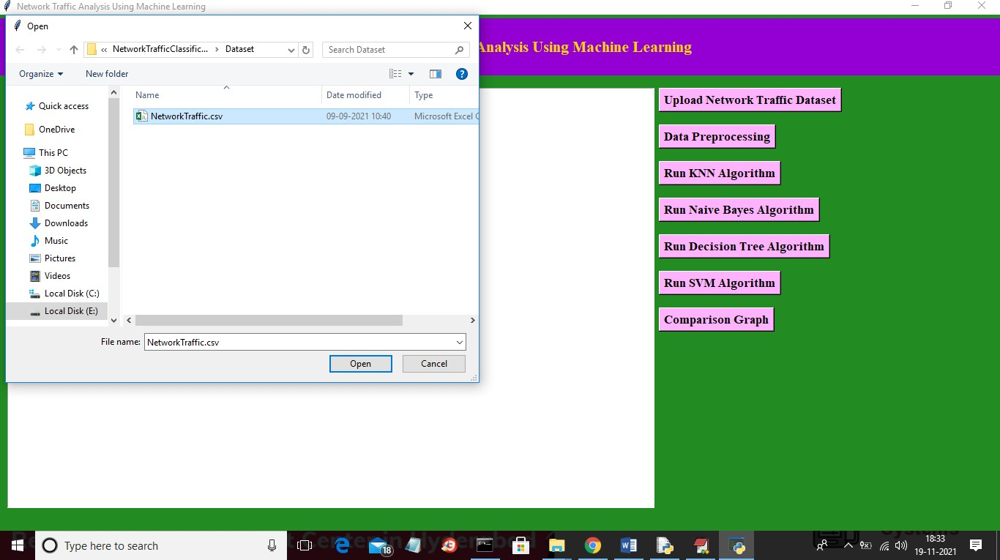 Network Traffic Analysis Using Machine Learning
Open
« NetworkTrafficClassific... › Dataset
Search Dataset
Analysis Using Machine Learning
Organize
New folder
Name
Date modified
Type
Quick access
OneDrive
This PC
3D Objects
Desktop
Documents
Downloads
Music
Pictures
Videos
Local Disk (C:)
Local Disk (E:)
NetworkTraffic.csv
09-09-2021 10:40
Microsoft Excel C
File name:
NetworkTraffic.csv
Open
Cancel
Upload Network Traffic Dataset
Data Preprocessing
Run KNN Algorithm
Run Naive Bayes Algorithm
Run Decision Tree Algorithm
Run SVM Algorithm
Comparison Graph
Type here to search
18
18:33
19-11-2021